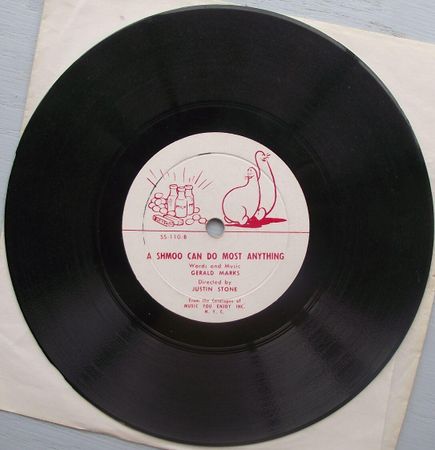 SS-110-B
A SHMOO CAN DO MOST ANYTHING
Words and Music
GERALD MARKS
Directed by
JUSTIN STONE
From the Catalogue of
MUSIC YOU ENJOY INC.
N. Y. C.